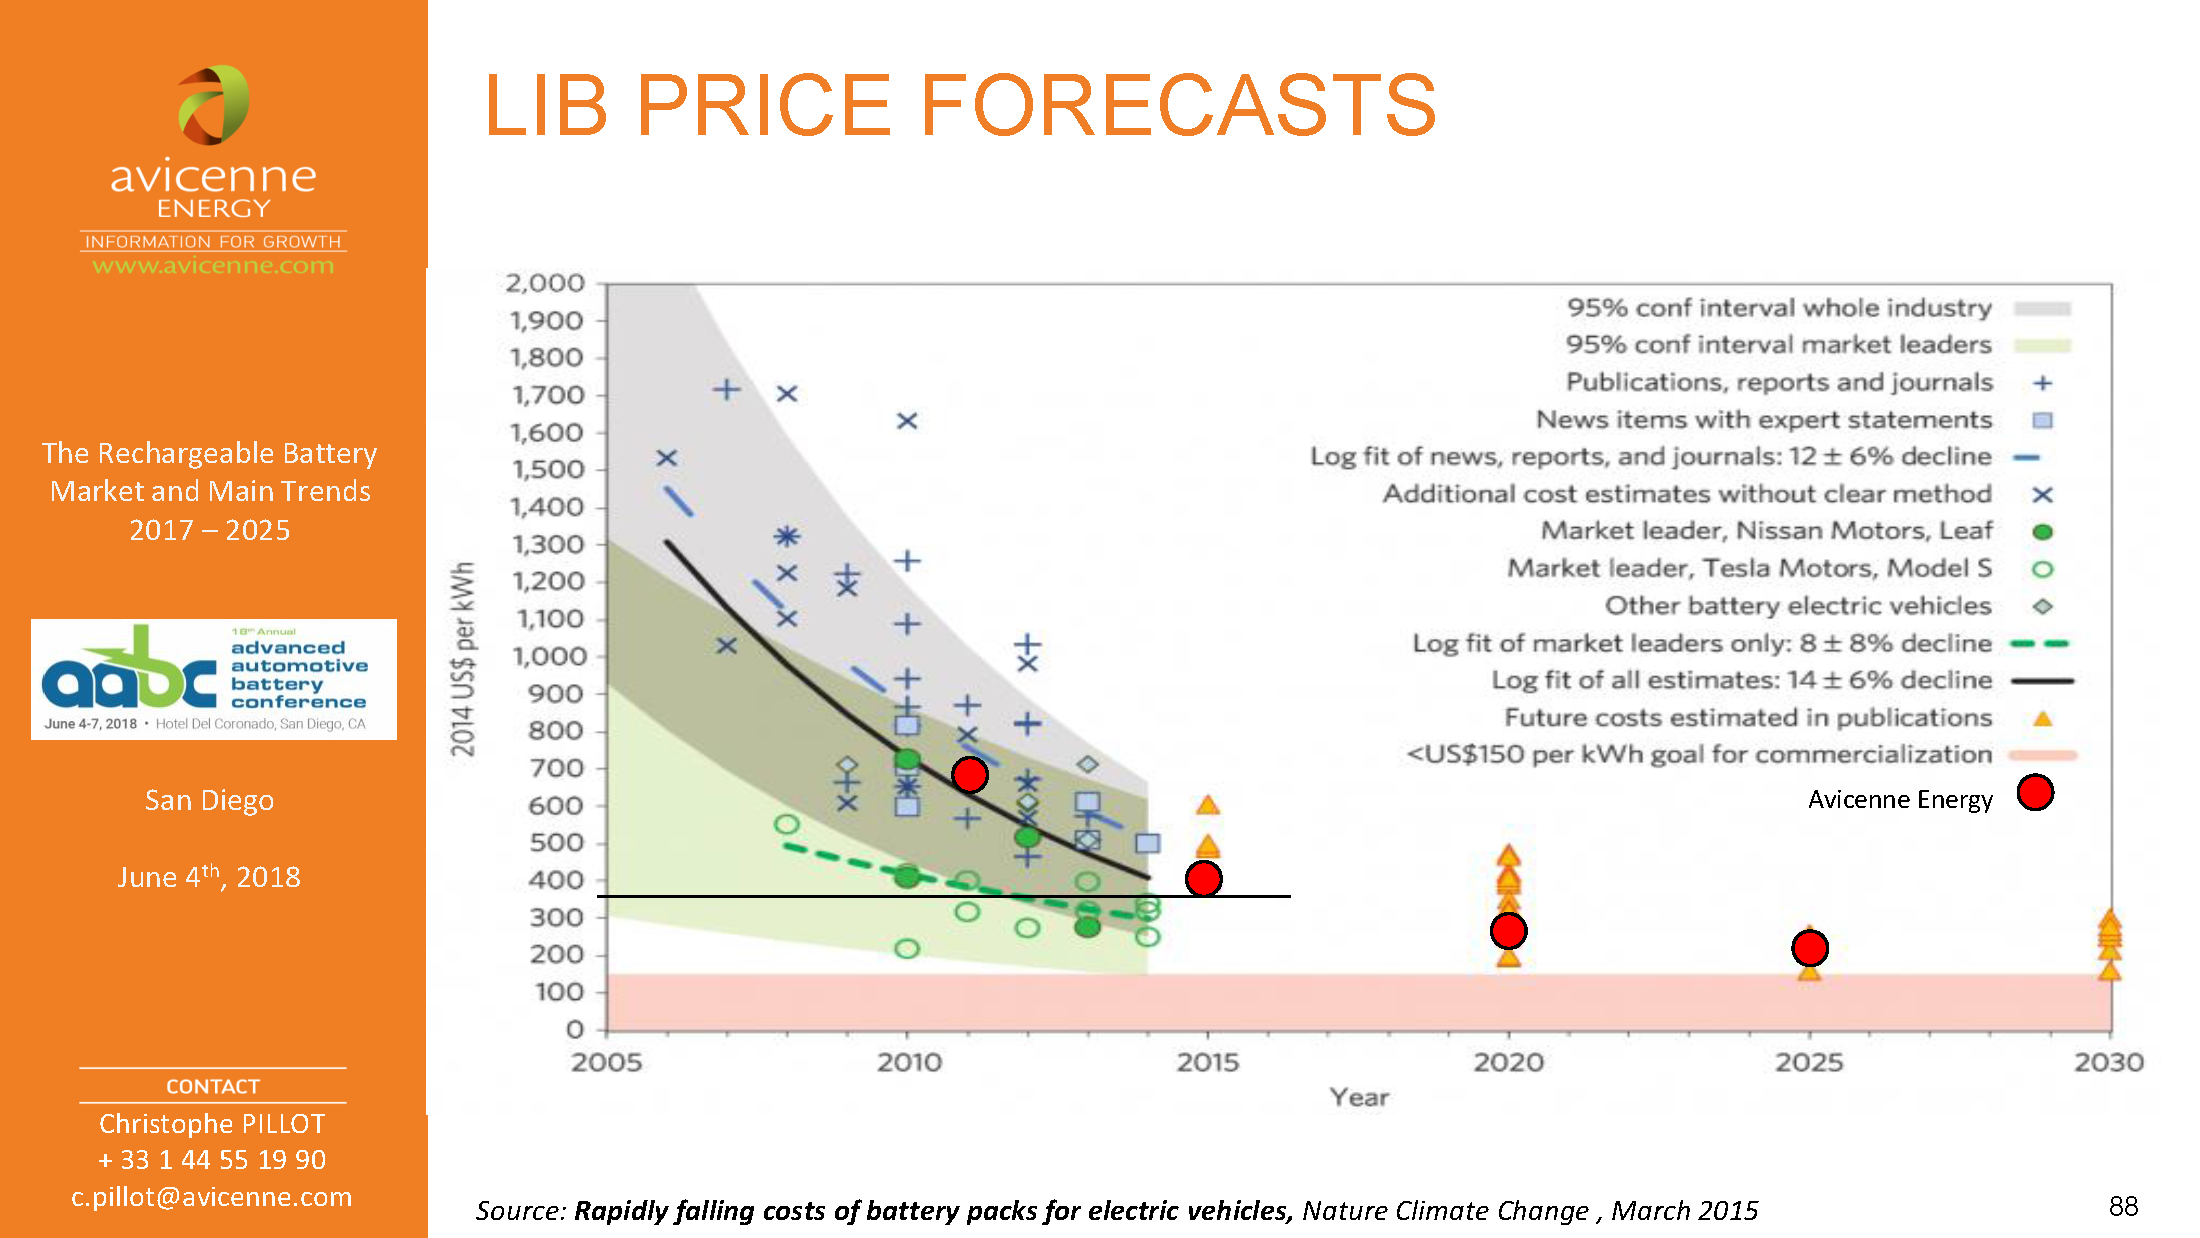 avicenne
ENERGY
INFORMATION FOR GROWTH
www.avicenne.com
The Rechargeable Battery
Market and Main Trends
2017 – 2025
18th Annual
aabc
advanced
automotive
battery
conference
June 4-7, 2018 • Hotel Del Coronado, San Diego, CA
San Diego
June 4th, 2018
CONTACT
Christophe PILLOT
+ 33 1 44 55 19 90
c.pillot@avicenne.com
LIB PRICE FORECASTS
2014 US$ per kWh
2,000
1,900
1,800
1,700
1,600
1,500
1,400
1,300
1,200
1,100
1,000
900
800
700
600
500
400
300
200
100
0
95% conf interval whole industry
95% conf interval market leaders
Publications, reports and journals
News items with expert statements
Log fit of news, reports, and journals: 12 ± 6% decline
Additional cost estimates without clear method
Market leader, Nissan Motors, Leaf
Market leader, Tesla Motors, Model S
Other battery electric vehicles
Log fit of market leaders only: 8 ± 8% decline
Log fit of all estimates: 14 ± 6% decline
Future costs estimated in publications
<US$150 per kWh goal for commercialization
Avicenne Energy
2005 2010 2015 2020 2025 2030
Year
Source: Rapidly falling costs of battery packs for electric vehicles, Nature Climate Change , March 2015
88